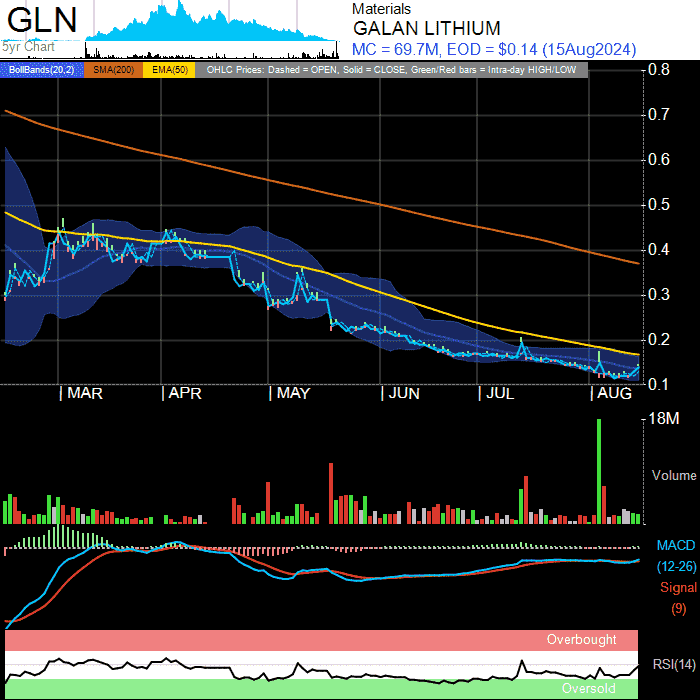 GLN
5yr Chart
Materials
GALAN LITHIUM
MC = 69.7M, EOD = $0.14 (15Aug2024)
BollBands(20,2) SMA(200) EMA(50) OHLC Prices: Dashed = OPEN, Solid = CLOSE, Green/Red bars = Intra-day HIGH/LOW
0.8
0.7
0.6
0.5
0.4
0.3
0.2
0.1
| MAR | APR | MAY | JUN | JUL | AUG
18M
Volume
MACD
(12-26)
Signal
(9)
Overbought
RSI(14)
Oversold